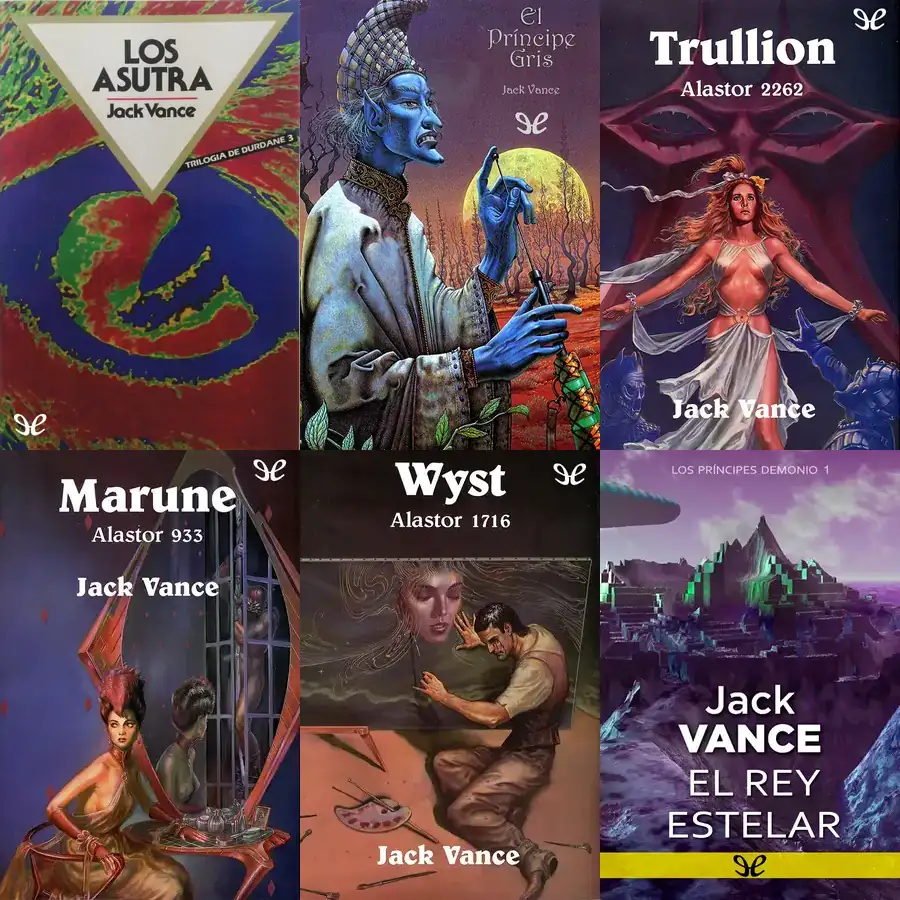 LOS
ASUTRA
Jack Vance
TRILOGIA DE DURDANE 3
El
Príncipe
Gris
Jack Vance
Trullion
Alastor 2262
Jack Vance
Marune
Alastor 933
Jack Vance
Wyst
Alastor 1716
Jack Vance
LOS PRÍNCIPES DEMONIO 1
Jack
VANCE
EL REY
ESTELAR